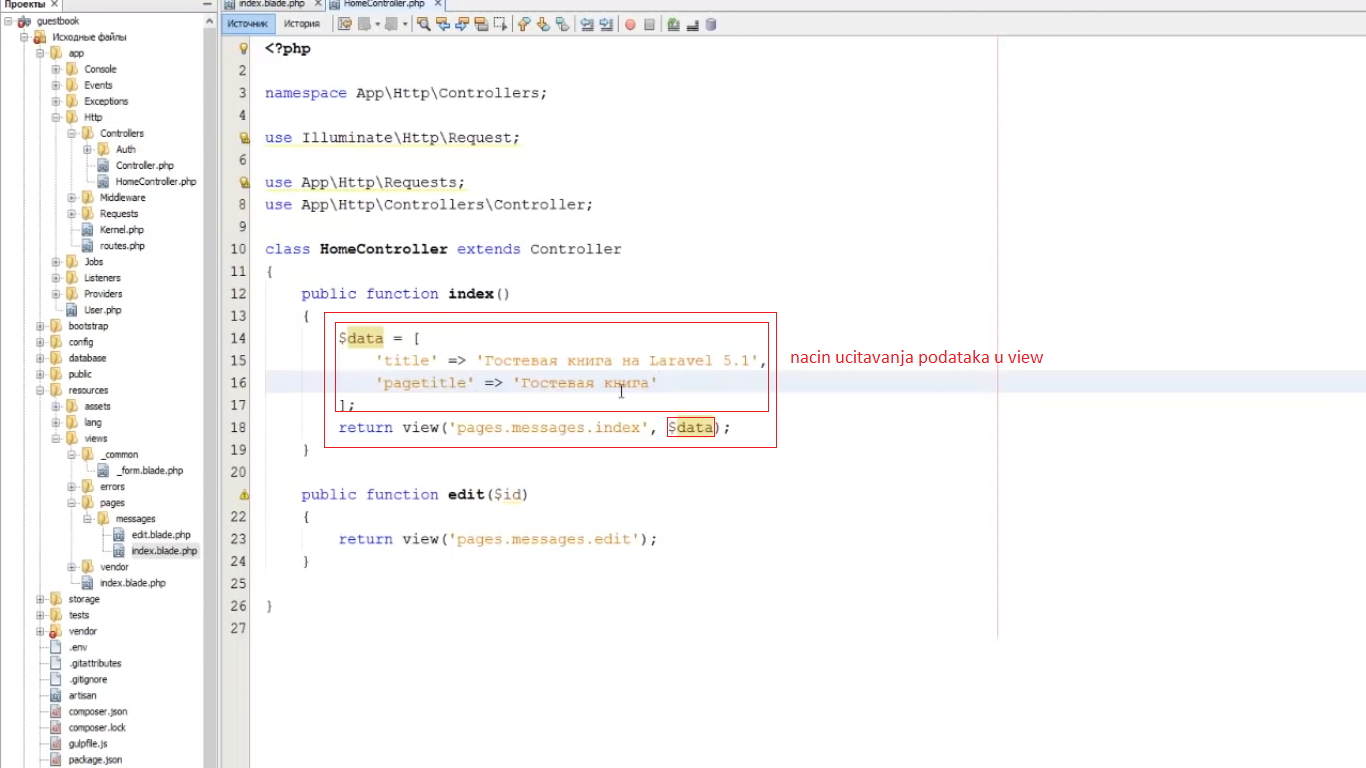 Проекты
guestbook
Исходные файлы
app
Console
Events
Exceptions
Http
Controllers
Auth
Controller.php
HomeController.php
Middleware
Requests
Kernel.php
routes.php
Jobs
Listeners
Providers
User.php
bootstrap
config
database
public
resources
assets
lang
views
_common
_form.blade.php
errors
pages
messages
edit.blade.php
index.blade.php
vendor
index.blade.php
storage
tests
vendor
.env
.gitattributes
.gitignore
artisan
composer.json
composer.lock
gulpfile.js
package.json
index.blade.php HomeController.php
Источник История
<?php
2
3 namespace App\Http\Controllers;
4
use Illuminate\Http\Request;
6
use App\Http\Requests;
8 use App\Http\Controllers\Controller;
9
10 class HomeController extends Controller
11 {
12 public function index()
13 {
14 $data = [
15 'title' => 'Гостевая книга на Laravel 5.1',
16 'pagetitle' => 'Гостевая книга'
17 ];
18 return view('pages.messages.index', $data);
19 }
20
public function edit($id)
22 {
23 return view('pages.messages.edit');
24 }
25
26 }
27
nacin ucitavanja podataka u view